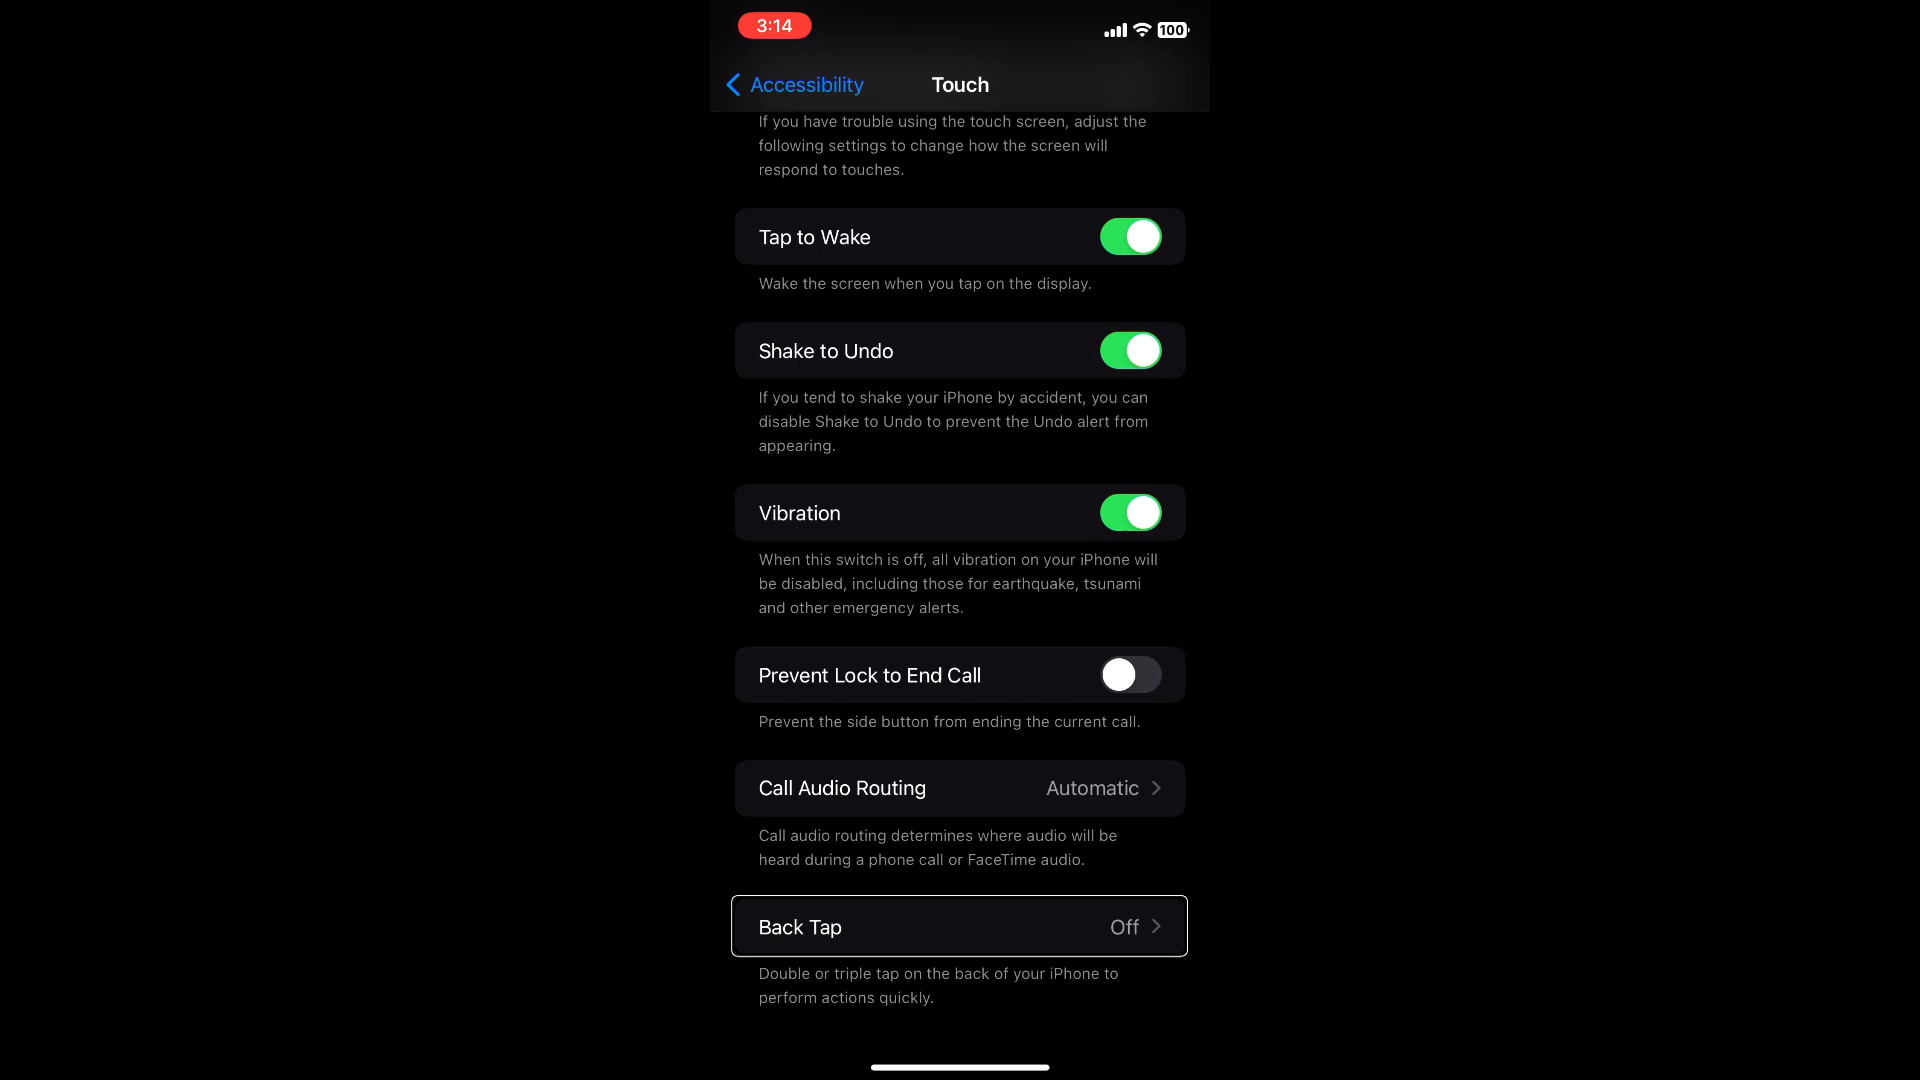 3:14
100
Accessibility
Touch
If you have trouble using the touch screen, adjust the
following settings to change how the screen will
respond to touches.
Tap to Wake
Wake the screen when you tap on the display.
Shake to Undo
If you tend to shake your iPhone by accident, you can
disable Shake to Undo to prevent the Undo alert from
appearing.
Vibration
When this switch is off, all vibration on your iPhone will
be disabled, including those for earthquake, tsunami
and other emergency alerts.
Prevent Lock to End Call
Prevent the side button from ending the current call.
Call Audio Routing Automatic
Call audio routing determines where audio will be
heard during a phone call or FaceTime audio.
Back Tap Off
Double or triple tap on the back of your iPhone to
perform actions quickly.